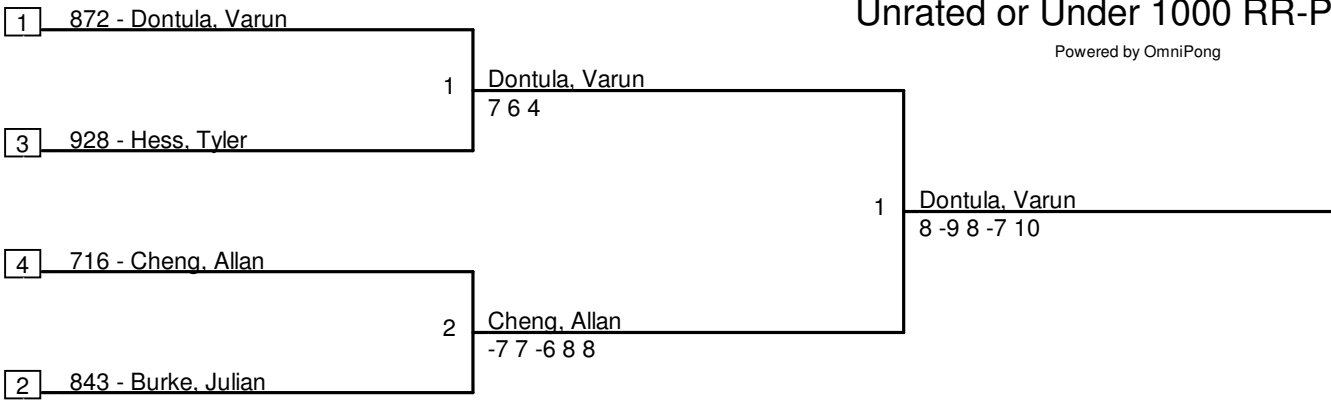 Unrated or Under 1000 RR-P
Powered by OmniPong
1 872 - Dontula, Varun
1 Dontula, Varun
7 6 4
3 928 - Hess, Tyler
1 Dontula, Varun
8 -9 8 -7 10
4 716 - Cheng, Allan
2 Cheng, Allan
-7 7 -6 8 8
2 843 - Burke, Julian